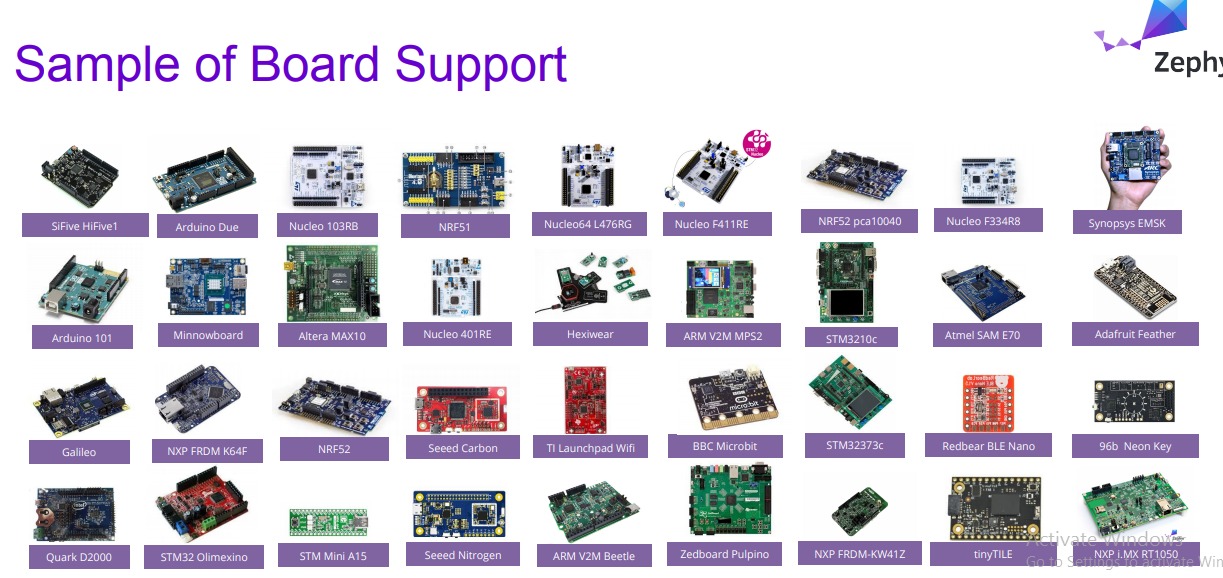 Sample of Board Support
Zephy
SiFive HiFive1
Arduino Due
Nucleo 103RB
NRF51
Nucleo64 L476RG
Nucleo F411RE
NRF52 pca10040
Nucleo F334R8
Synopsys EMSK
Arduino 101
Minnowboard
Altera MAX10
Nucleo 401RE
Hexiwear
ARM V2M MPS2
STM3210c
Atmel SAM E70
Adafruit Feather
Galileo
NXP FRDM K64F
NRF52
Seeed Carbon
TI Launchpad Wifi
micro:bit
BBC Microbit
STM32373c
Redbear BLE Nano
96b Neon Key
Quark D2000
STM32 Olimexino
STM Mini A15
Seeed Nitrogen
ARM V2M Beetle
Zedboard Pulpino
NXP FRDM-KW41Z
tinyTILE
NXP i.MX RT1050
Activate Windows
Go to Settings to activate Win